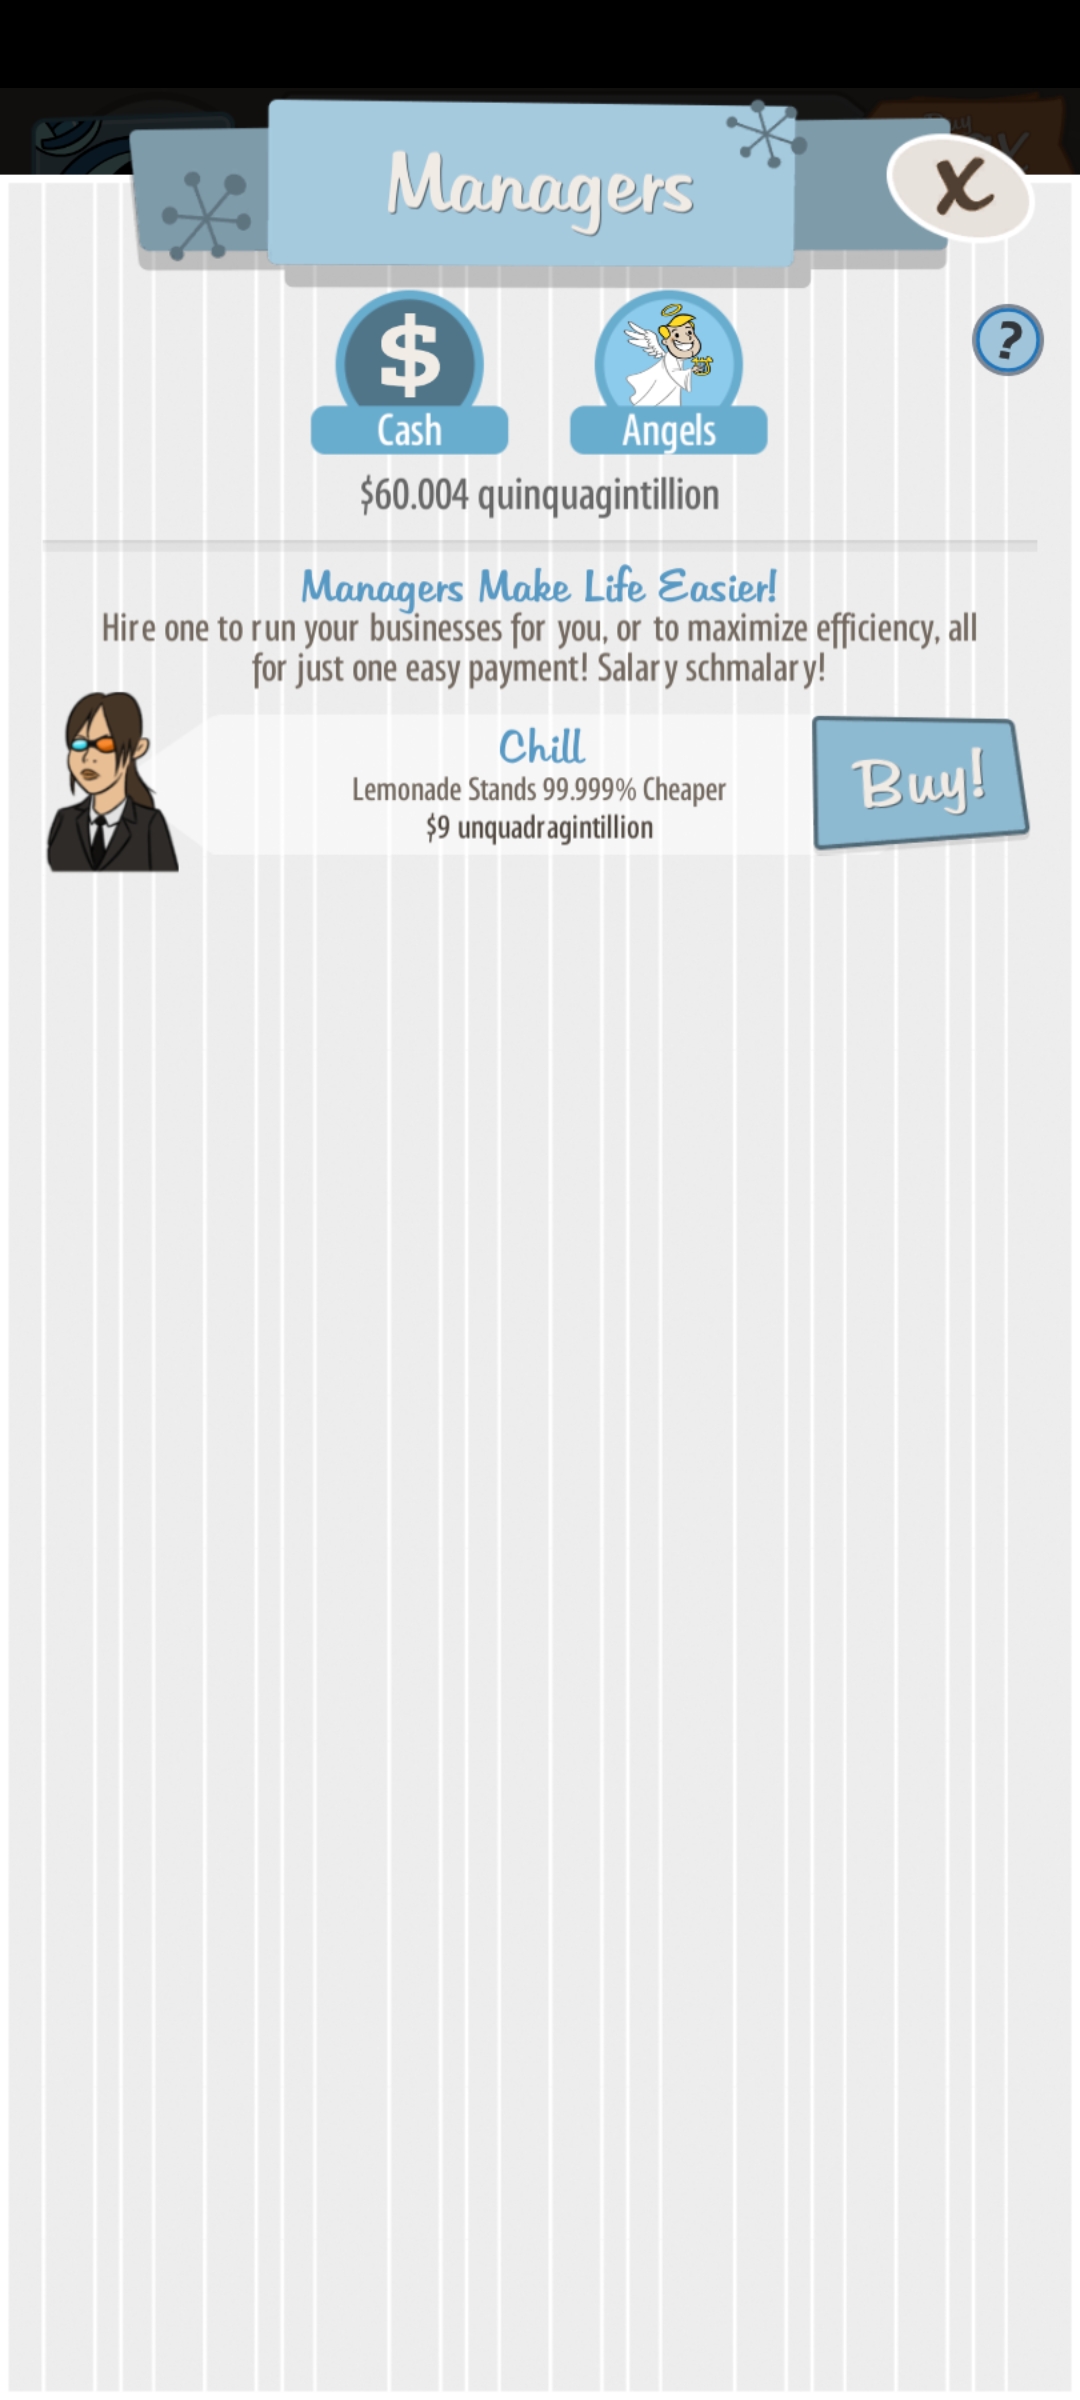 Managers
X
$
Cash
Angels
?
$60.004 quinquagintillion
Managers Make Life Easier!
Hire one to run your businesses for you, or to maximize efficiency, all
for just one easy payment! Salary schmalary!
Chill
Lemonade Stands 99.999% Cheaper
$9 unquadragintillion
Buy!